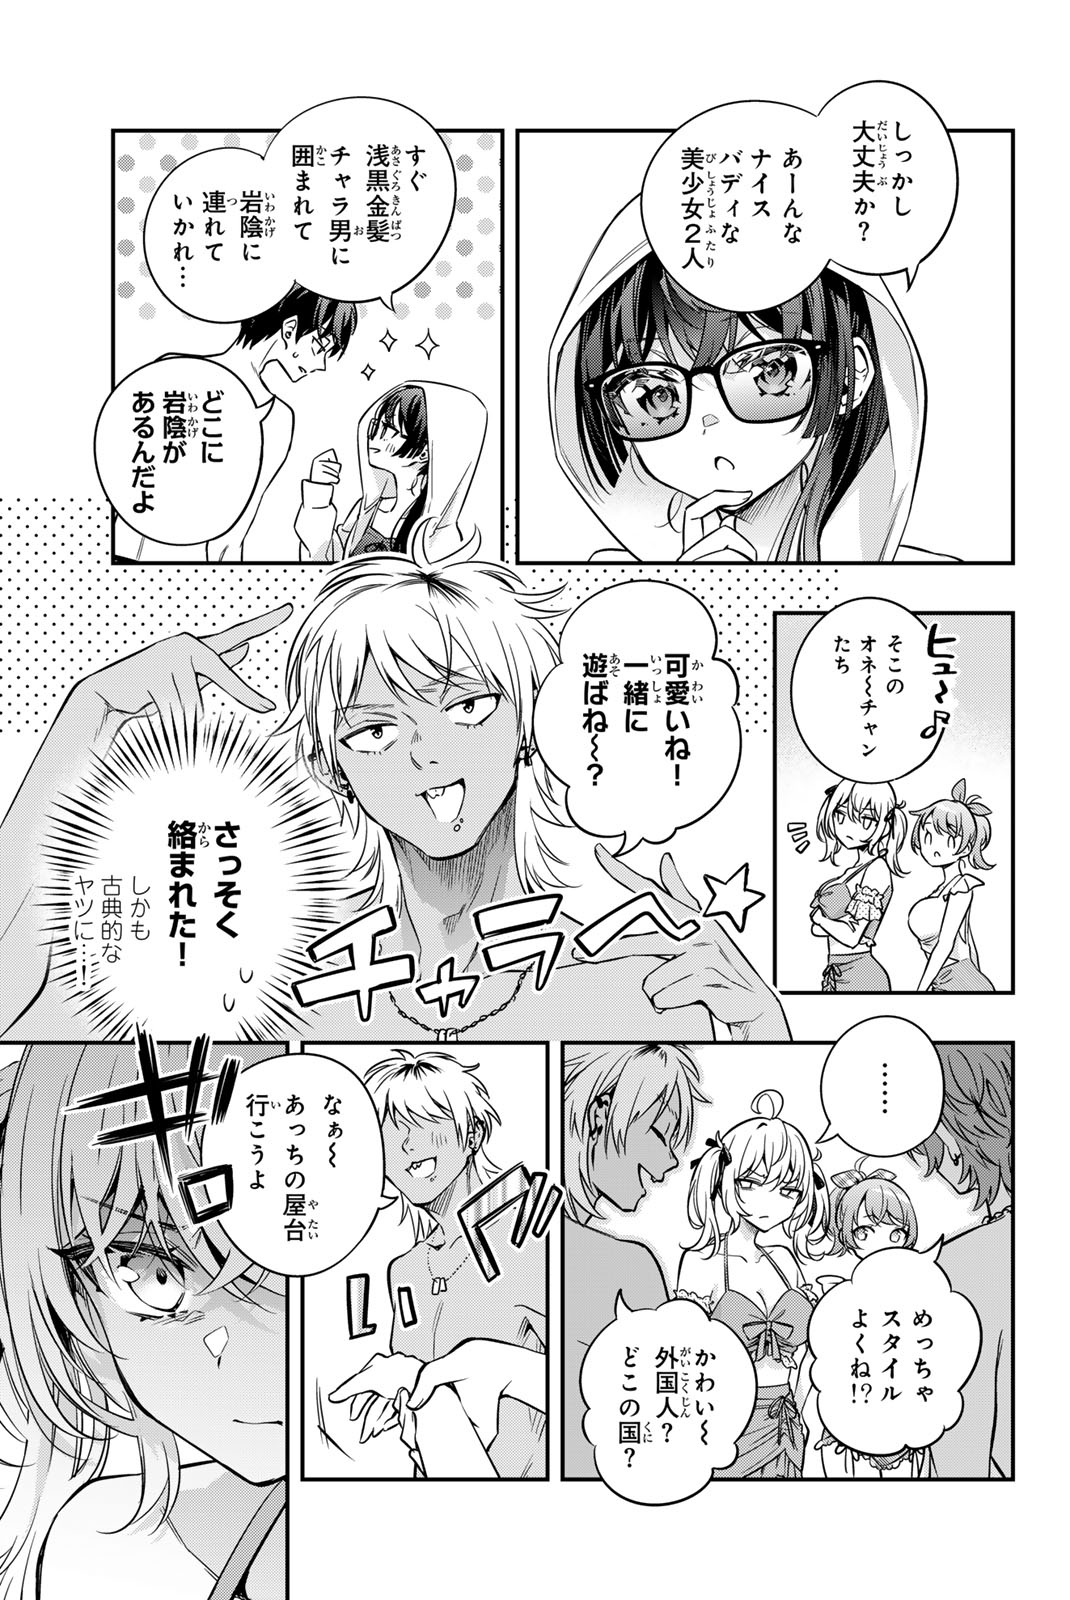 しっかし
大丈夫か？
あーんな
ナイス
バディな
美少女2人
すぐ
浅黒金髪
チャラ男に
囲まれて
岩陰に
連れて
いかれ…
どこに
岩陰が
あるんだよ
ヒュ〜♪
そこの
オネ〜チャン
たち
可愛いね！
一緒に
遊ばね〜？
チャラへ☆
さっそく
絡まれた！
しかも
古典的な
ヤツに…！
……
めっちゃ
スタイル
よくね!?
かわい〜
外国人？
どこの国？
なぁ〜
あっちの屋台
行こうよ
グッ
ギロ